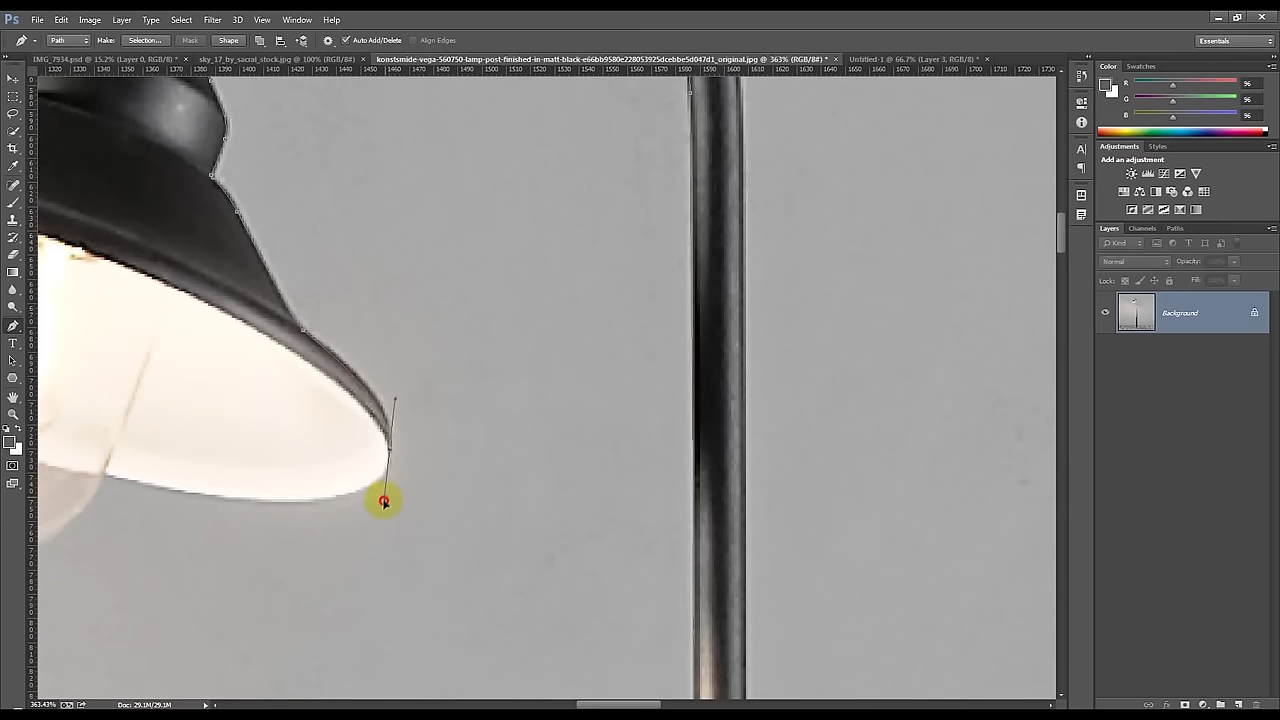 Ps File Edit Image Layer Type Select Filter 3D View Window Help
Path Make: Selection... Mask Shape Auto Add/Delete Align Edges Essentials
IMG_7934.psd @ 15.2% (Layer 0, RGB/8) * × sky_17_by_sacral_stock.jpg @ 100% (RGB/8#) × konstsmide-vega-560750-lamp-post-finished-in-matt-black-e66bb9580e228053925dcebbe5d047d1_original.jpg @ 363% (RGB/8#) * × Untitled-1 @ 66.7% (Layer 3, RGB/8) * ×
Color Swatches
R 96
G 96
B 96
Adjustments Styles
Add an adjustment
Layers Channels Paths
Kind
Normal Opacity: 100%
Lock: Fill: 100%
Background
363.43% Doc: 29.1M/29.1M